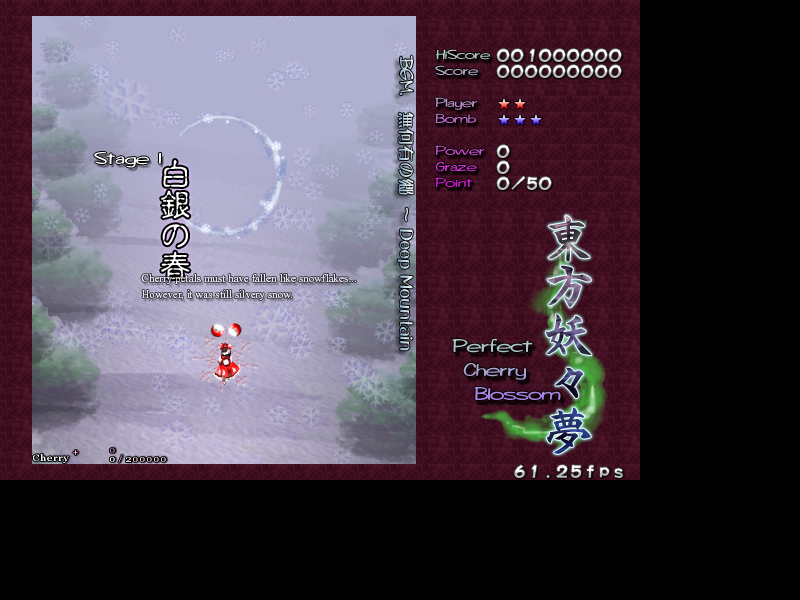 Stage 1
白銀の春
Cherry-petals must have fallen like snowflakes...
However, it was still silvery snow.
BGM. 無何有の郷 ~ Deep Mountain
Cherry + 0
0/200000
HiScore 001000000
Score 000000000
Player ★★
Bomb ★★★
Power 0
Graze 0
Point 0/50
東方妖々夢
Perfect
Cherry
Blossom
61.25fps